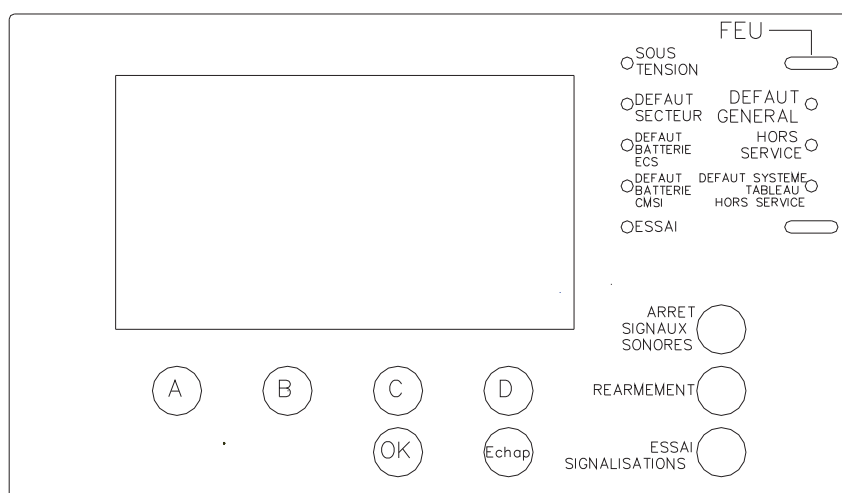 FEU
SOUS
TENSION
DEFAUT
SECTEUR
DEFAUT
GENERAL
DEFAUT
BATTERIE
ECS
HORS
SERVICE
DEFAUT
BATTERIE
CMSI
DEFAUT SYSTEME
TABLEAU
HORS SERVICE
ESSAI
ARRET
SIGNAUX
SONORES
A
B
C
D
REARMEMENT
OK
Echap
ESSAI
SIGNALISATIONS